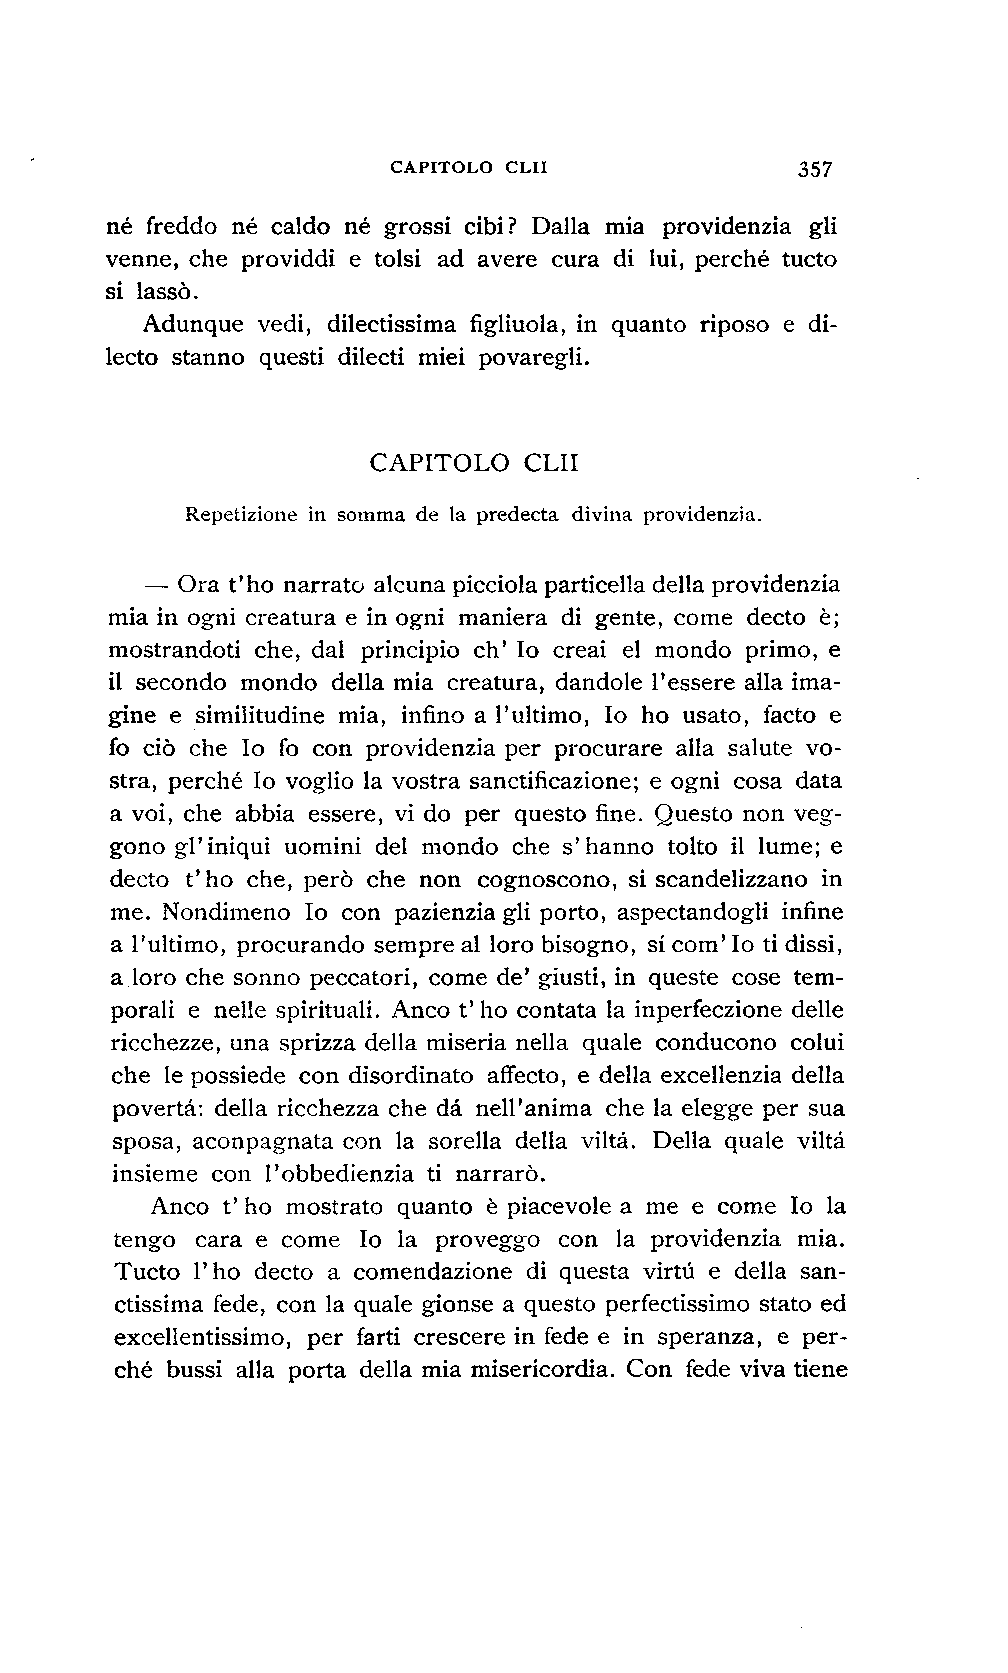 CAPITOLO CLII 357
né freddo né caldo né grossi cibi? Dalla mia providenzia gli
venne, che providdi e tolsi ad avere cura di lui, perché tucto
si lassò.
Adunque vedi, dilectissima figliuola, in quanto riposo e di-
lecto stanno questi dilecti miei povaregli.
CAPITOLO CLII
Repetizione in somma de la predecta divina providenzia.
— Ora t'ho narrato alcuna picciola particella della providenzia
mia in ogni creatura e in ogni maniera di gente, come decto è;
mostrandoti che, dal principio ch' Io creai el mondo primo, e
il secondo mondo della mia creatura, dandole l'essere alla ima-
gine e similitudine mia, infino a l'ultimo, Io ho usato, facto e
fo ciò che Io fo con providenzia per procurare alla salute vo-
stra, perché Io voglio la vostra sanctificazione; e ogni cosa data
a voi, che abbia essere, vi do per questo fine. Questo non veg-
gono gl'iniqui uomini del mondo che s'hanno tolto il lume; e
decto t'ho che, però che non cognoscono, si scandelizzano in
me. Nondimeno Io con pazienzia gli porto, aspectandogli infine
a l'ultimo, procurando sempre al loro bisogno, sí com'Io ti dissi,
a loro che sonno peccatori, come de' giusti, in queste cose tem-
porali e nelle spirituali. Anco t'ho contata la inperfeczione delle
ricchezze, una sprizza della miseria nella quale conducono colui
che le possiede con disordinato affecto, e della excellenzia della
povertá: della ricchezza che dá nell'anima che la elegge per sua
sposa, aconpagnata con la sorella della viltá. Della quale viltá
insieme con l'obbedienzia ti narrarò.
Anco t'ho mostrato quanto è piacevole a me e come Io la
tengo cara e come Io la proveggo con la providenzia mia.
Tucto l'ho decto a comendazione di questa virtú e della san-
ctissima fede, con la quale gionse a questo perfectissimo stato ed
excellentissimo, per farti crescere in fede e in speranza, e per-
ché bussi alla porta della mia misericordia. Con fede viva tiene